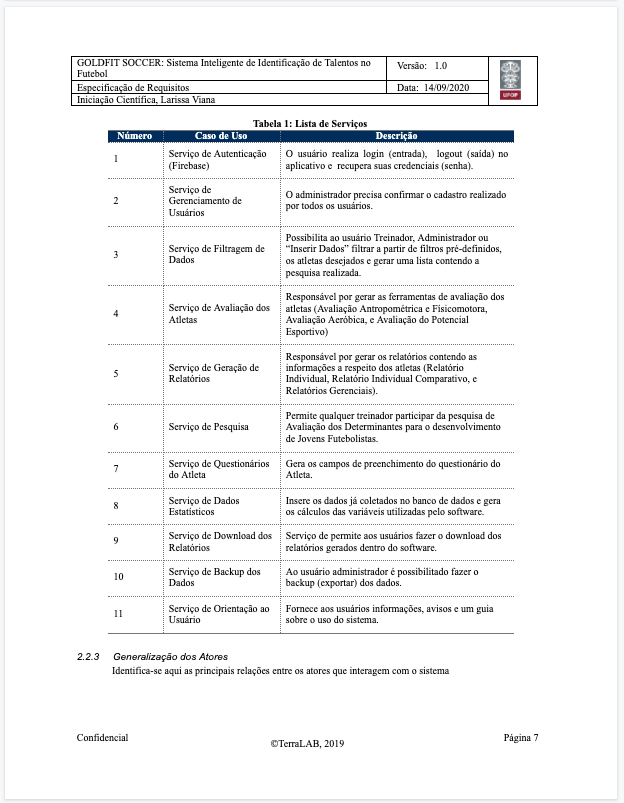 GOLDFIT SOCCER: Sistema Inteligente de Identificação de Talentos no
Futebol
Versão: 1.0
Especificação de Requisitos
Data: 14/09/2020
Iniciação Científica, Larissa Viana
UFOP
Tabela 1: Lista de Serviços
Número Caso de Uso Descrição
1
Serviço de Autenticação
(Firebase)
O usuário realiza login (entrada), logout (saída) no
aplicativo e recupera suas credenciais (senha).
2
Serviço de
Gerenciamento de
Usuários
O administrador precisa confirmar o cadastro realizado
por todos os usuários.
3
Serviço de Filtragem de
Dados
Possibilita ao usuário Treinador, Administrador ou
“Inserir Dados” filtrar a partir de filtros pré-definidos,
os atletas desejados e gerar uma lista contendo a
pesquisa realizada.
4
Serviço de Avaliação dos
Atletas
Responsável por gerar as ferramentas de avaliação dos
atletas (Avaliação Antropométrica e Físicomotora,
Avaliação Aeróbica, e Avaliação do Potencial
Esportivo)
5
Serviço de Geração de
Relatórios
Responsável por gerar os relatórios contendo as
informações a respeito dos atletas (Relatório
Individual, Relatório Individual Comparativo, e
Relatórios Gerenciais).
6
Serviço de Pesquisa
Permite qualquer treinador participar da pesquisa de
Avaliação dos Determinantes para o desenvolvimento
de Jovens Futebolistas.
7
Serviço de Questionários
do Atleta
Gera os campos de preenchimento do questionário do
Atleta.
8
Serviço de Dados
Estatísticos
Insere os dados já coletados no banco de dados e gera
os cálculos das variáveis utilizadas pelo software.
9
Serviço de Download dos
Relatórios
Serviço de permite aos usuários fazer o download dos
relatórios gerados dentro do software.
10
Serviço de Backup dos
Dados
Ao usuário administrador é possibilitado fazer o
backup (exportar) dos dados.
11
Serviço de Orientação ao
Usuário
Fornece aos usuários informações, avisos e um guia
sobre o uso do sistema.
2.2.3 Generalização dos Atores
Identifica-se aqui as principais relações entre os atores que interagem com o sistema
Confidencial
©TerraLAB, 2019
Página 7